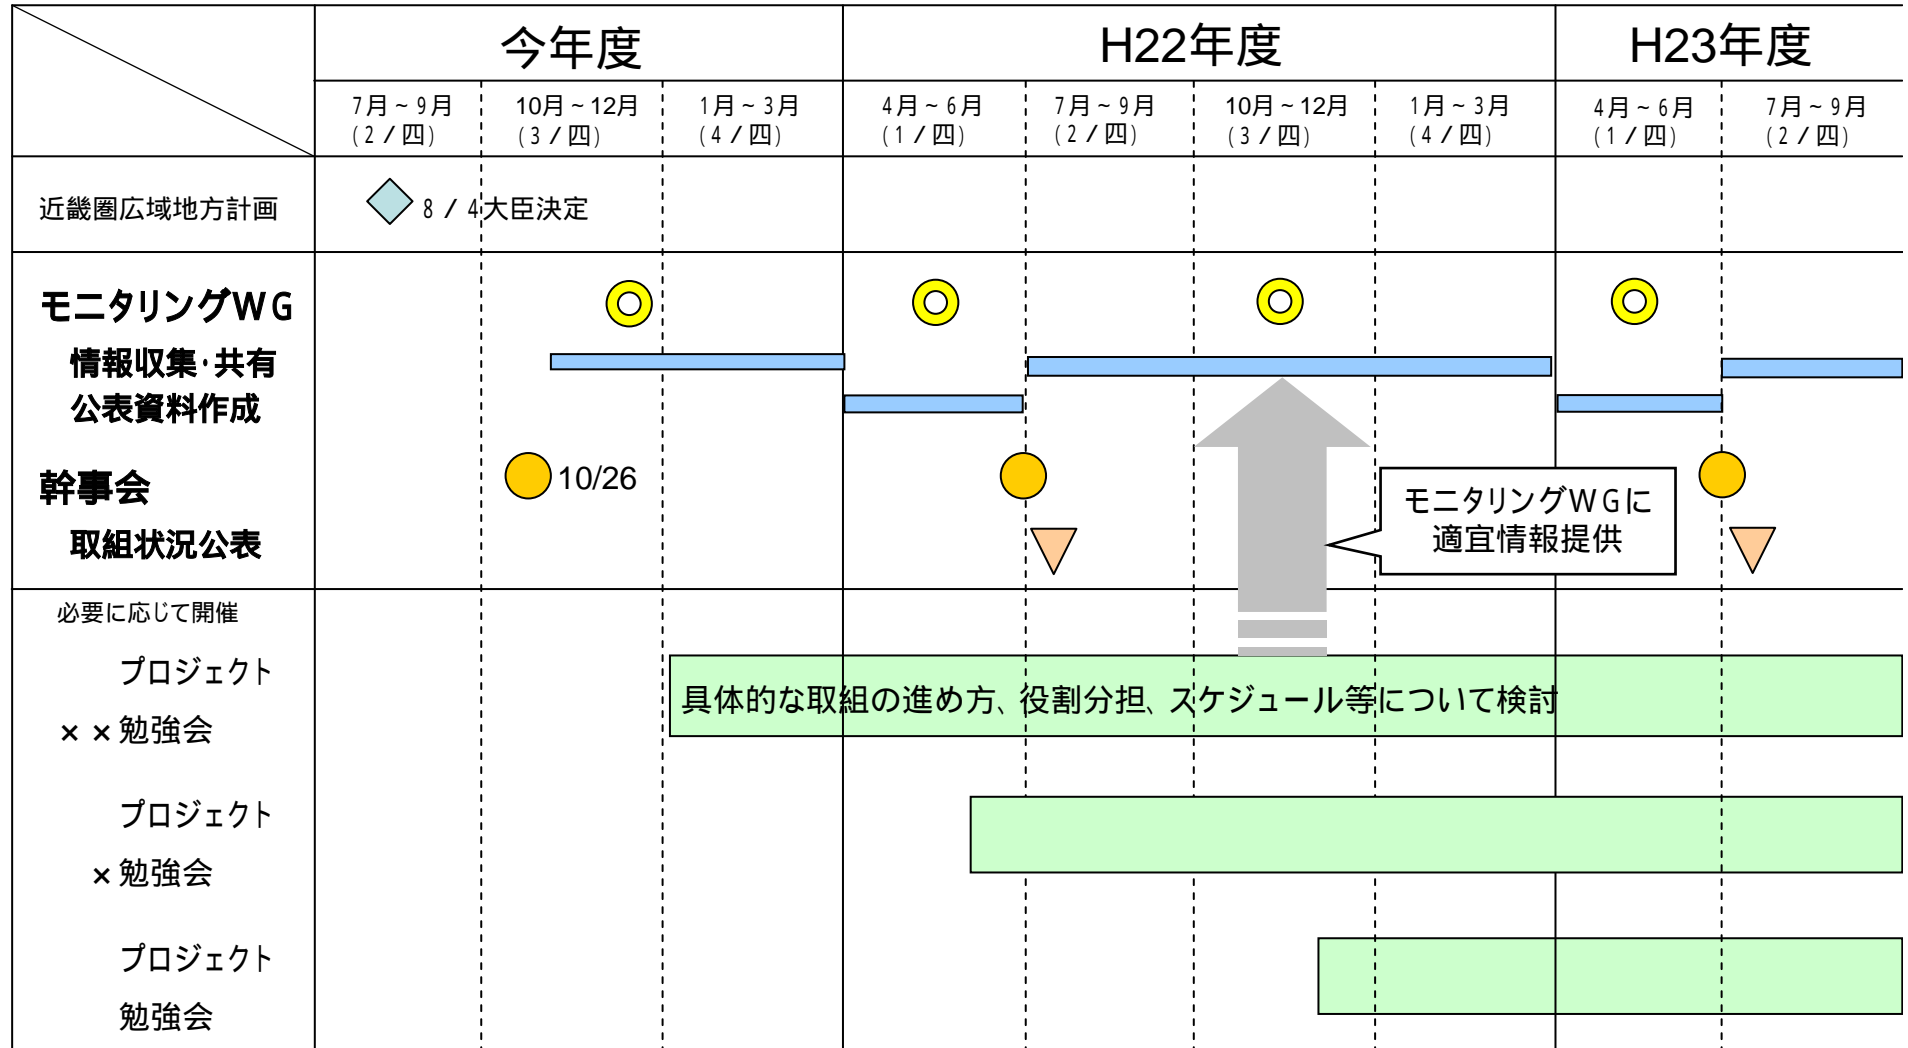 今年度 H22年度 H23年度
7月~9月 10月~12月 1月~3月 4月~6月 7月~9月 10月~12月 1月~3月 4月~6月 7月~9月
(2/四) (3/四) (4/四) (1/四) (2/四) (3/四) (4/四) (1/四) (2/四)
近畿圏広域地方計画 8/4大臣決定
モニタリングWG
情報収集・共有
公表資料作成
幹事会 10/26
取組状況公表
モニタリングWGに
適宜情報提供
必要に応じて開催
プロジェクト
××勉強会
具体的な取組の進め方、役割分担、スケジュール等について検討
プロジェクト
×勉強会
プロジェクト
勉強会